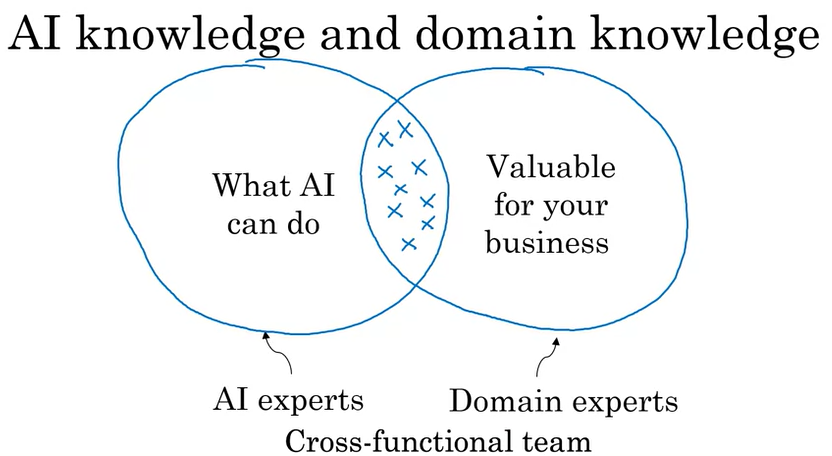 AI knowledge and domain knowledge
What AI
can do
Valuable
for your
business
AI experts
Domain experts
Cross-functional team